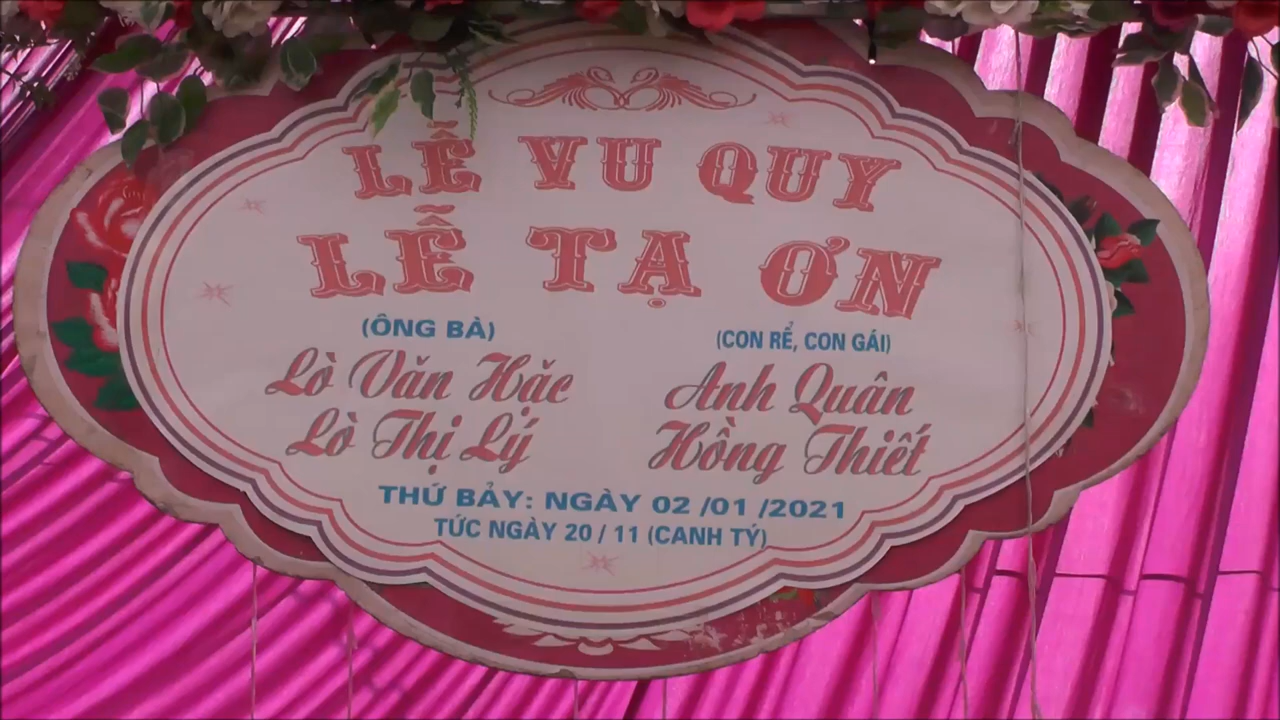 LỄ VU QUY
LỄ TẠ ƠN
(ÔNG BÀ)
Lò Văn Hặc
Lò Thị Lý
(CON RỂ, CON GÁI)
Anh Quân
Hồng Thiết
THỨ BẢY: NGÀY 02 /01 /2021
TỨC NGÀY 20 / 11 (CANH TÝ)